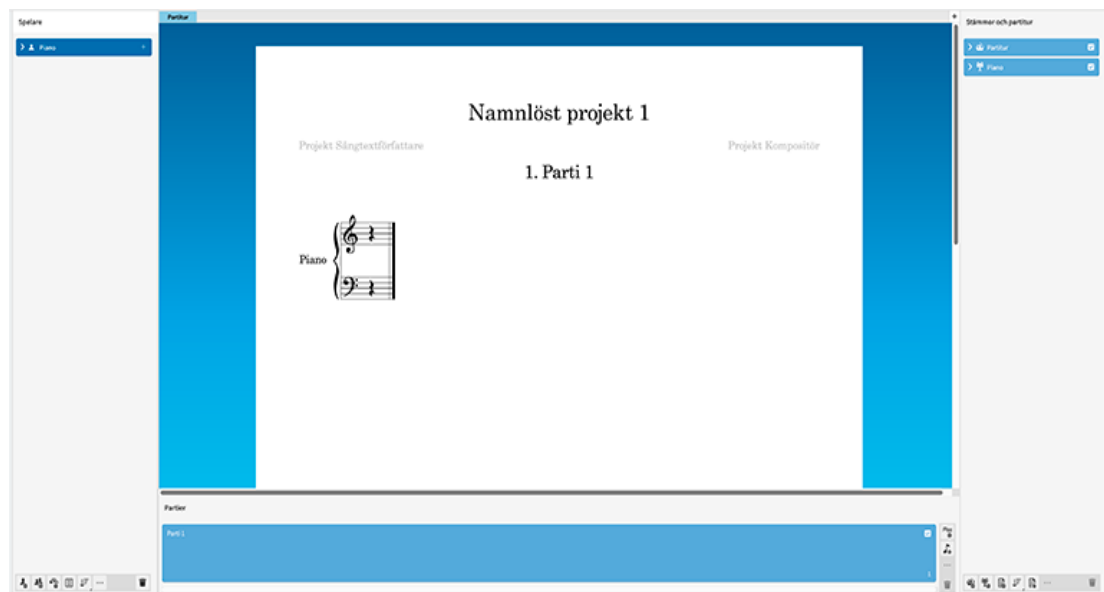 Spelare
Partitur
Stämmor och partitur
Piano
Partitur
Piano
Namnlöst projekt 1
Projekt Sångtextförfattare
Projekt Kompositör
1. Parti 1
Piano
Partier
Parti 1
1